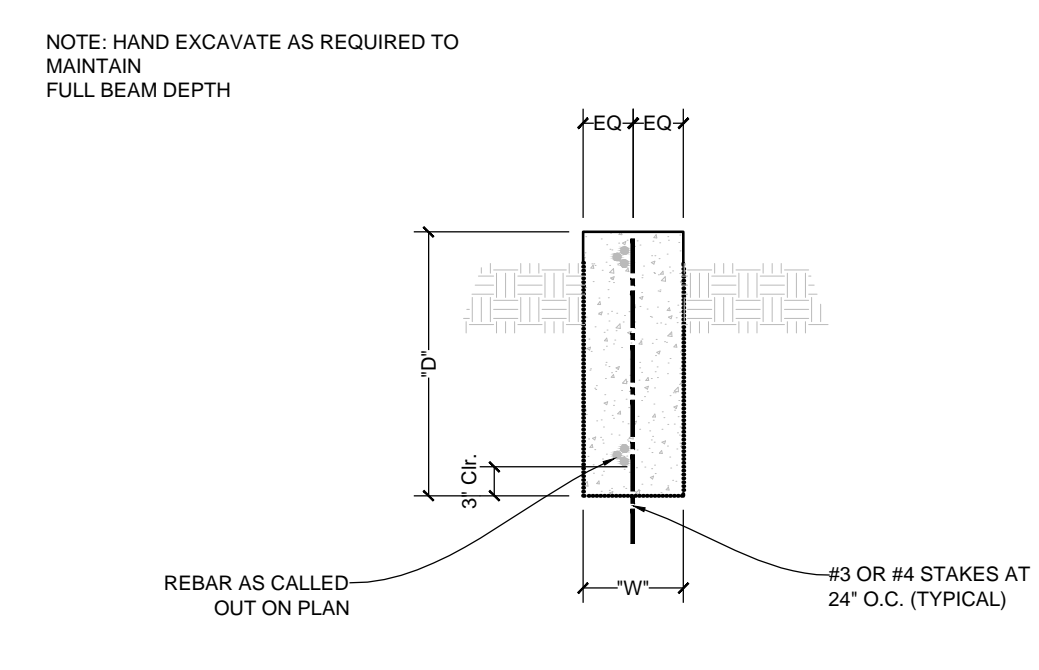 NOTE: HAND EXCAVATE AS REQUIRED TO
MAINTAIN
FULL BEAM DEPTH
EQ EQ
"D"
3" Clr.
REBAR AS CALLED
OUT ON PLAN
"W"
#3 OR #4 STAKES AT
24" O.C. (TYPICAL)